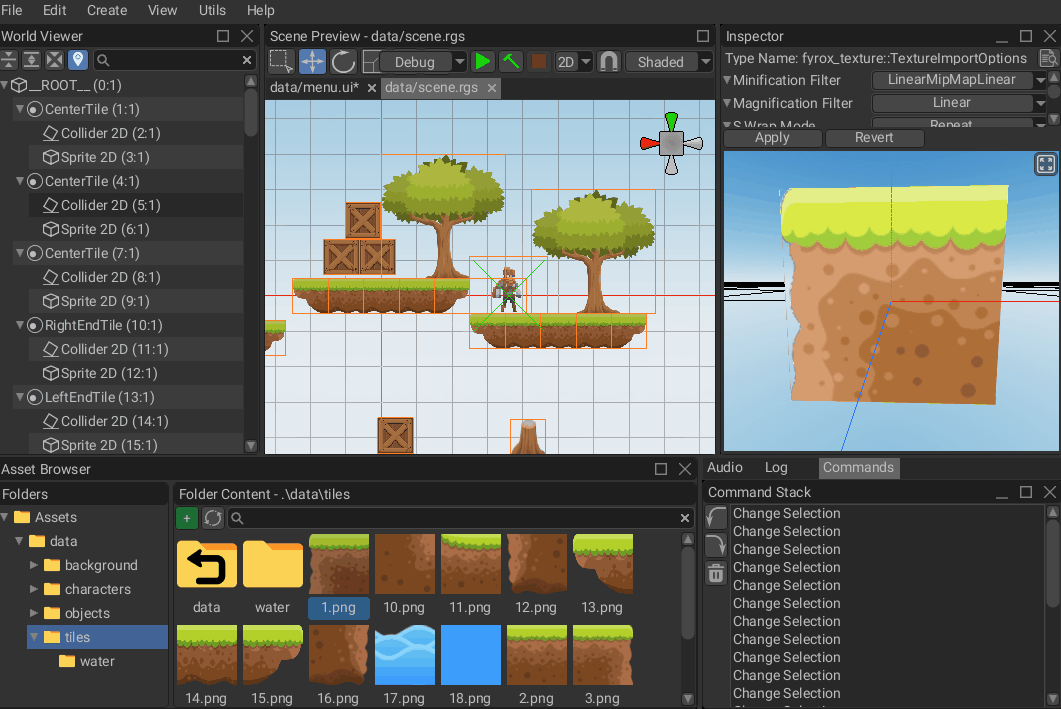 File Edit Create View Utils Help
World Viewer
__ROOT__ (0:1)
CenterTile (1:1)
Collider 2D (2:1)
Sprite 2D (3:1)
CenterTile (4:1)
Collider 2D (5:1)
Sprite 2D (6:1)
CenterTile (7:1)
Collider 2D (8:1)
Sprite 2D (9:1)
RightEndTile (10:1)
Collider 2D (11:1)
Sprite 2D (12:1)
LeftEndTile (13:1)
Collider 2D (14:1)
Sprite 2D (15:1)
Scene Preview - data/scene.rgs
Debug 2D Shaded
data/menu.ui* data/scene.rgs
Inspector
Type Name: fyrox_texture::TextureImportOptions
Minification Filter LinearMipMapLinear
Magnification Filter Linear
S Wrap Mode Repeat
Apply Revert
Asset Browser
Folders
Assets
data
background
characters
objects
tiles
water
Folder Content - .\data\tiles
data water 1.png 10.png 11.png 12.png 13.png
14.png 15.png 16.png 17.png 18.png 2.png 3.png
Audio Log Commands
Command Stack
Change Selection
Change Selection
Change Selection
Change Selection
Change Selection
Change Selection
Change Selection
Change Selection
Change Selection
Change Selection
Change Selection